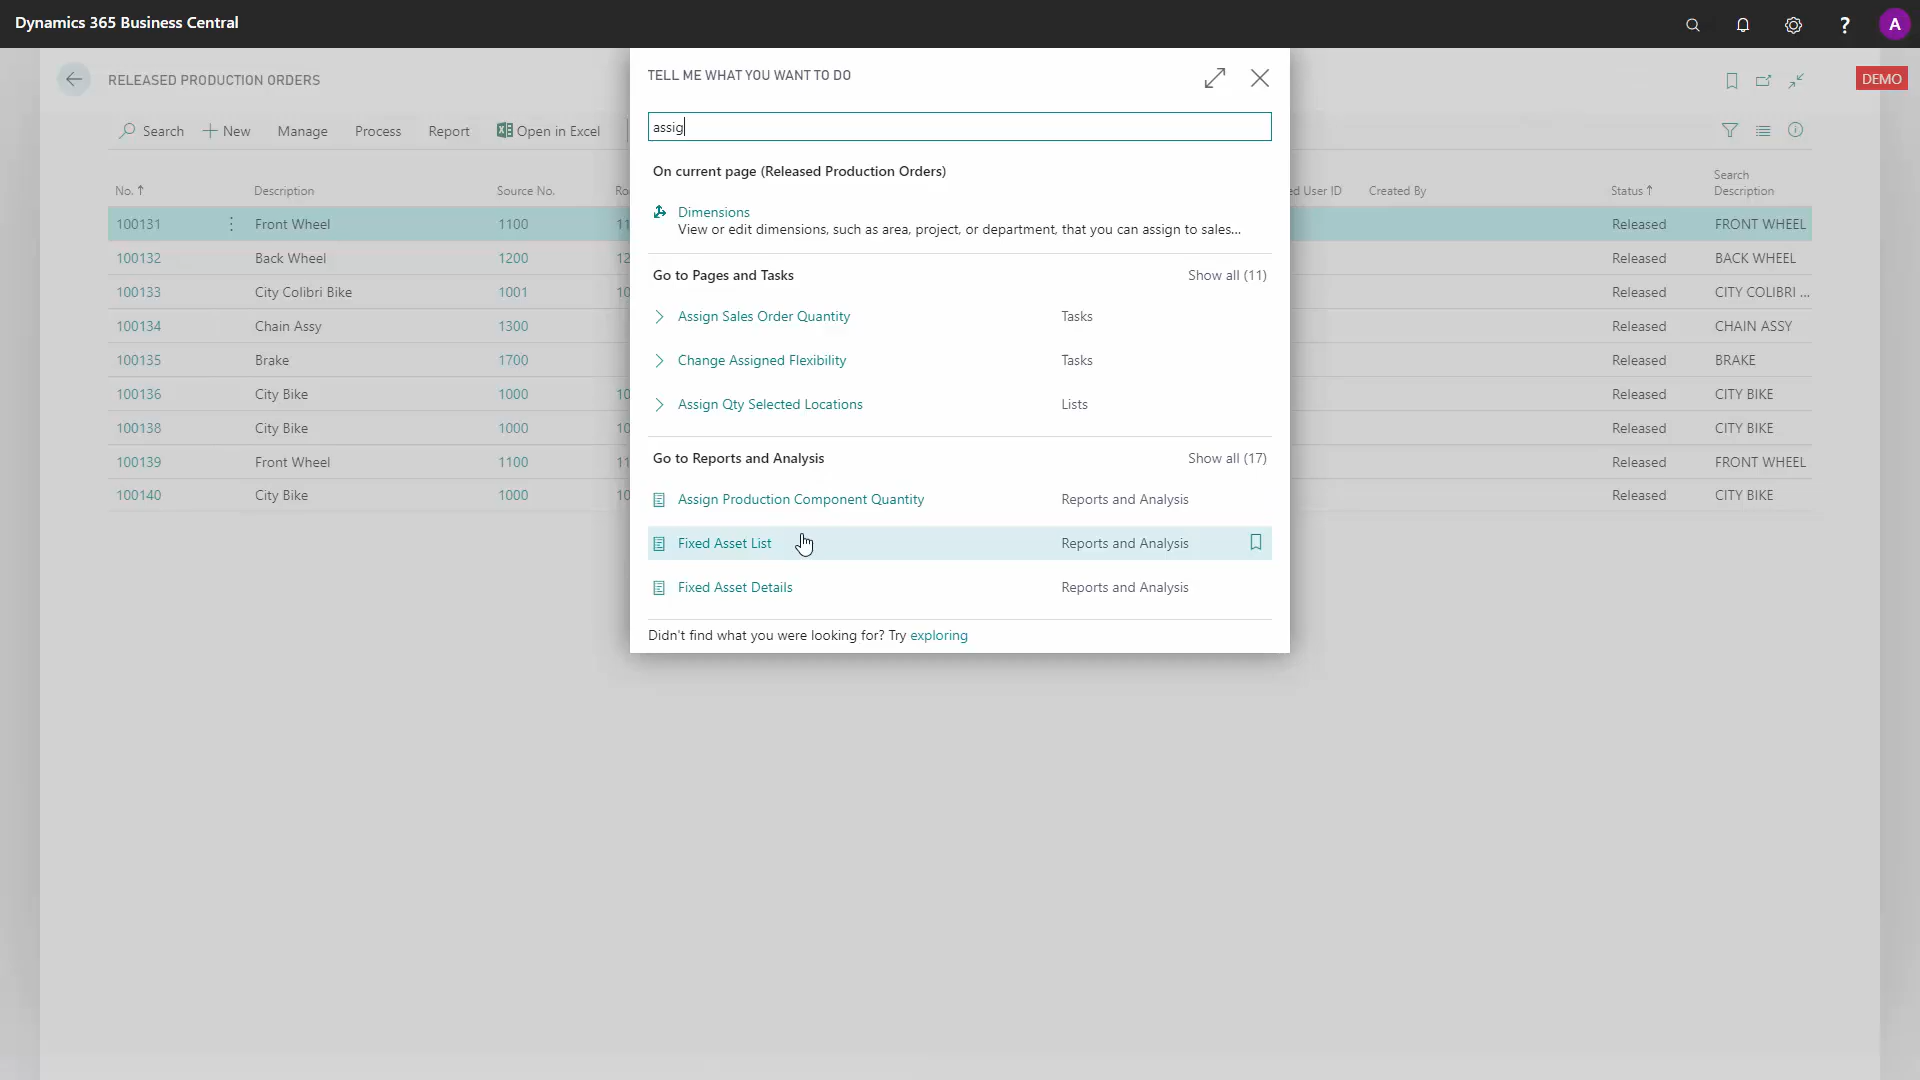 Dynamics 365 Business Central
A
RELEASED PRODUCTION ORDERS
DEMO
Search
New
Manage
Process
Report
Open in Excel
No. ↑
Description
Source No.
Created By
Status ↑
Search
Description
User ID
100131 Front Wheel 1100 Released FRONT WHEEL
100132 Back Wheel 1200 Released BACK WHEEL
100133 City Colibri Bike 1001 Released CITY COLIBRI ...
100134 Chain Assy 1300 Released CHAIN ASSY
100135 Brake 1700 Released BRAKE
100136 City Bike 1000 Released CITY BIKE
100138 City Bike 1000 Released CITY BIKE
100139 Front Wheel 1100 Released FRONT WHEEL
100140 City Bike 1000 Released CITY BIKE
TELL ME WHAT YOU WANT TO DO
assig
On current page (Released Production Orders)
Dimensions
View or edit dimensions, such as area, project, or department, that you can assign to sales...
Go to Pages and Tasks Show all (11)
Assign Sales Order Quantity Tasks
Change Assigned Flexibility Tasks
Assign Qty Selected Locations Lists
Go to Reports and Analysis Show all (17)
Assign Production Component Quantity Reports and Analysis
Fixed Asset List Reports and Analysis
Fixed Asset Details Reports and Analysis
Didn't find what you were looking for? Try exploring